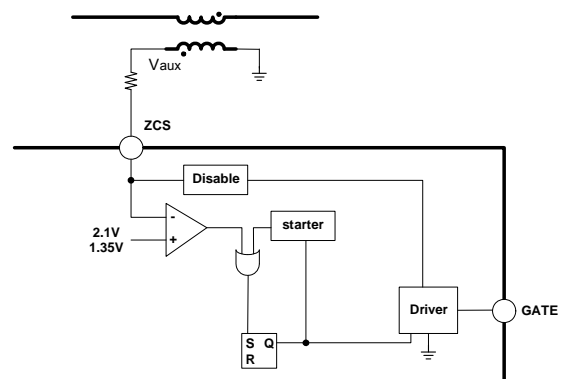 Vaux
ZCS
Disable
-
2.1V
1.35V
+
starter
Driver
GATE
S Q
R